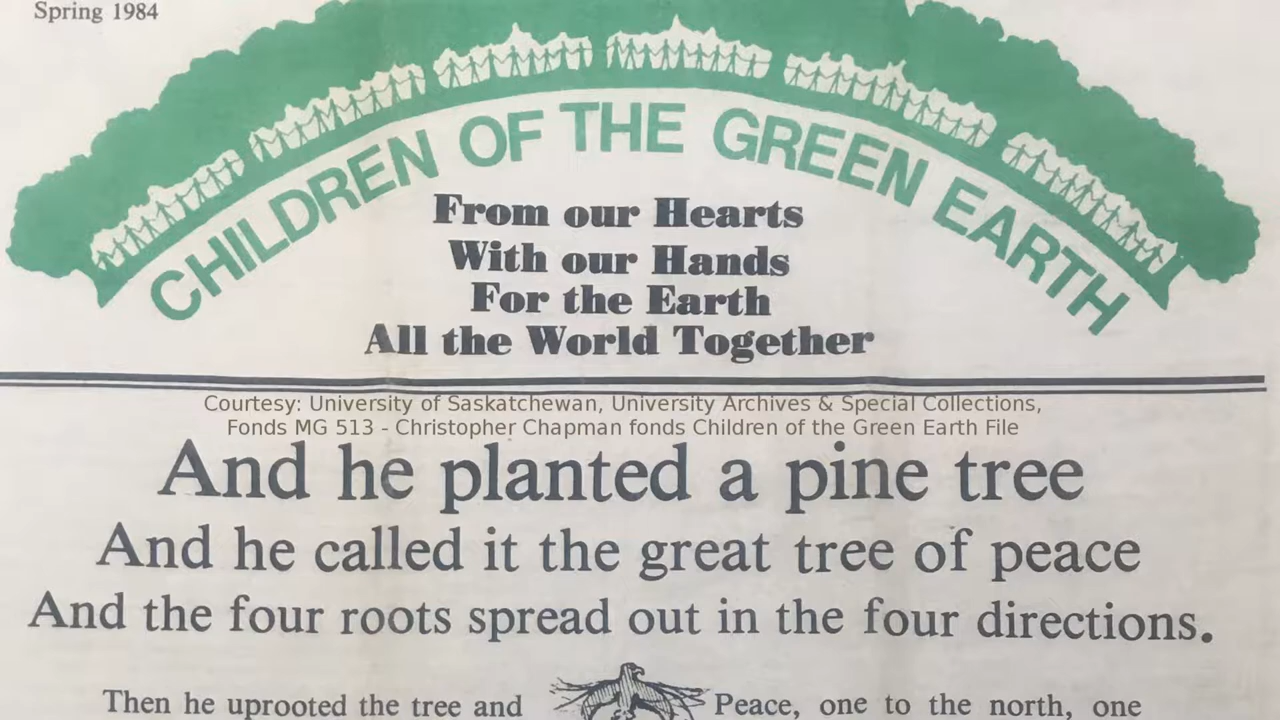 Spring 1984
CHILDREN OF THE GREEN EARTH
From our Hearts
With our Hands
For the Earth
All the World Together
Courtesy: University of Saskatchewan, University Archives & Special Collections,
Fonds MG 513 - Christopher Chapman fonds Children of the Green Earth File
And he planted a pine tree
And he called it the great tree of peace
And the four roots spread out in the four directions.
Then he uprooted the tree and
Peace, one to the north, one